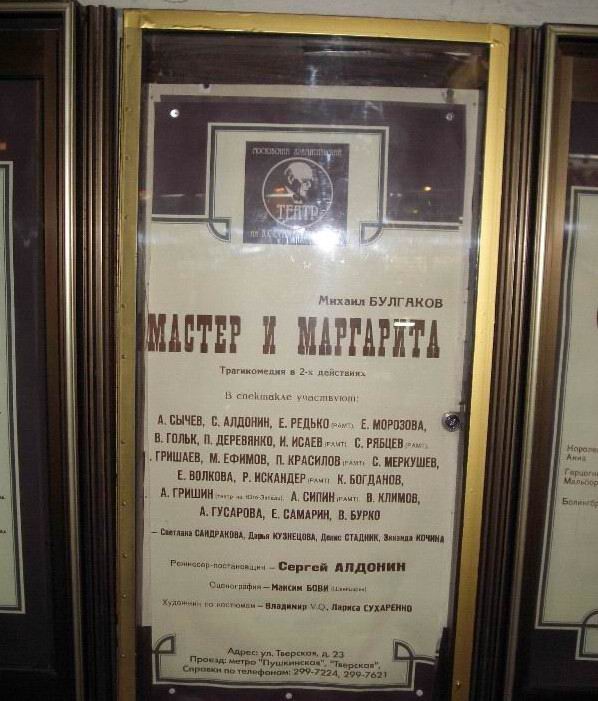 МОСКОВСКИЙ ДРАМАТИЧЕСКИЙ
ТЕАТР
Михаил БУЛГАКОВ
МАСТЕР И МАРГАРИТА
Трагикомедия в 2-х действиях
В спектакле участвуют:
А. СЫЧЕВ, С. АЛДОНИН, Е. РЕДЬКО (РАМТ), Е. МОРОЗОВА,
В. ГОЛЬК, П. ДЕРЕВЯНКО, И. ИСАЕВ (РАМТ), С. РЯБЦЕВ (РАМТ),
ГРИШАЕВ, М. ЕФИМОВ, П. КРАСИЛОВ (РАМТ), С. МЕРКУШЕВ,
Е. ВОЛКОВА, Р. ИСКАНДЕР (РАМТ), К. БОГДАНОВ,
А. ГРИШИН (театр на Юго-Западе), А. СИПИН (РАМТ), В. КЛИМОВ,
А. ГУСАРОВА, Е. САМАРИН, В. БУРКО
– Светлана САНДРАКОВА, Дарья КУЗНЕЦОВА, Денис СТАДНИК, Зинаида КОЧИНА
Режиссер-постановщик – Сергей АЛДОНИН
Сценография – Максим БОВИ (Швейцария)
Художник по костюмам – Владимир V.Q., Лариса СУХАРЕНКО
Адрес: ул. Тверская, д. 23
Проезд: метро "Пушкинская", "Тверская",
Справки по телефонам: 299-7224, 299-7621
Анна